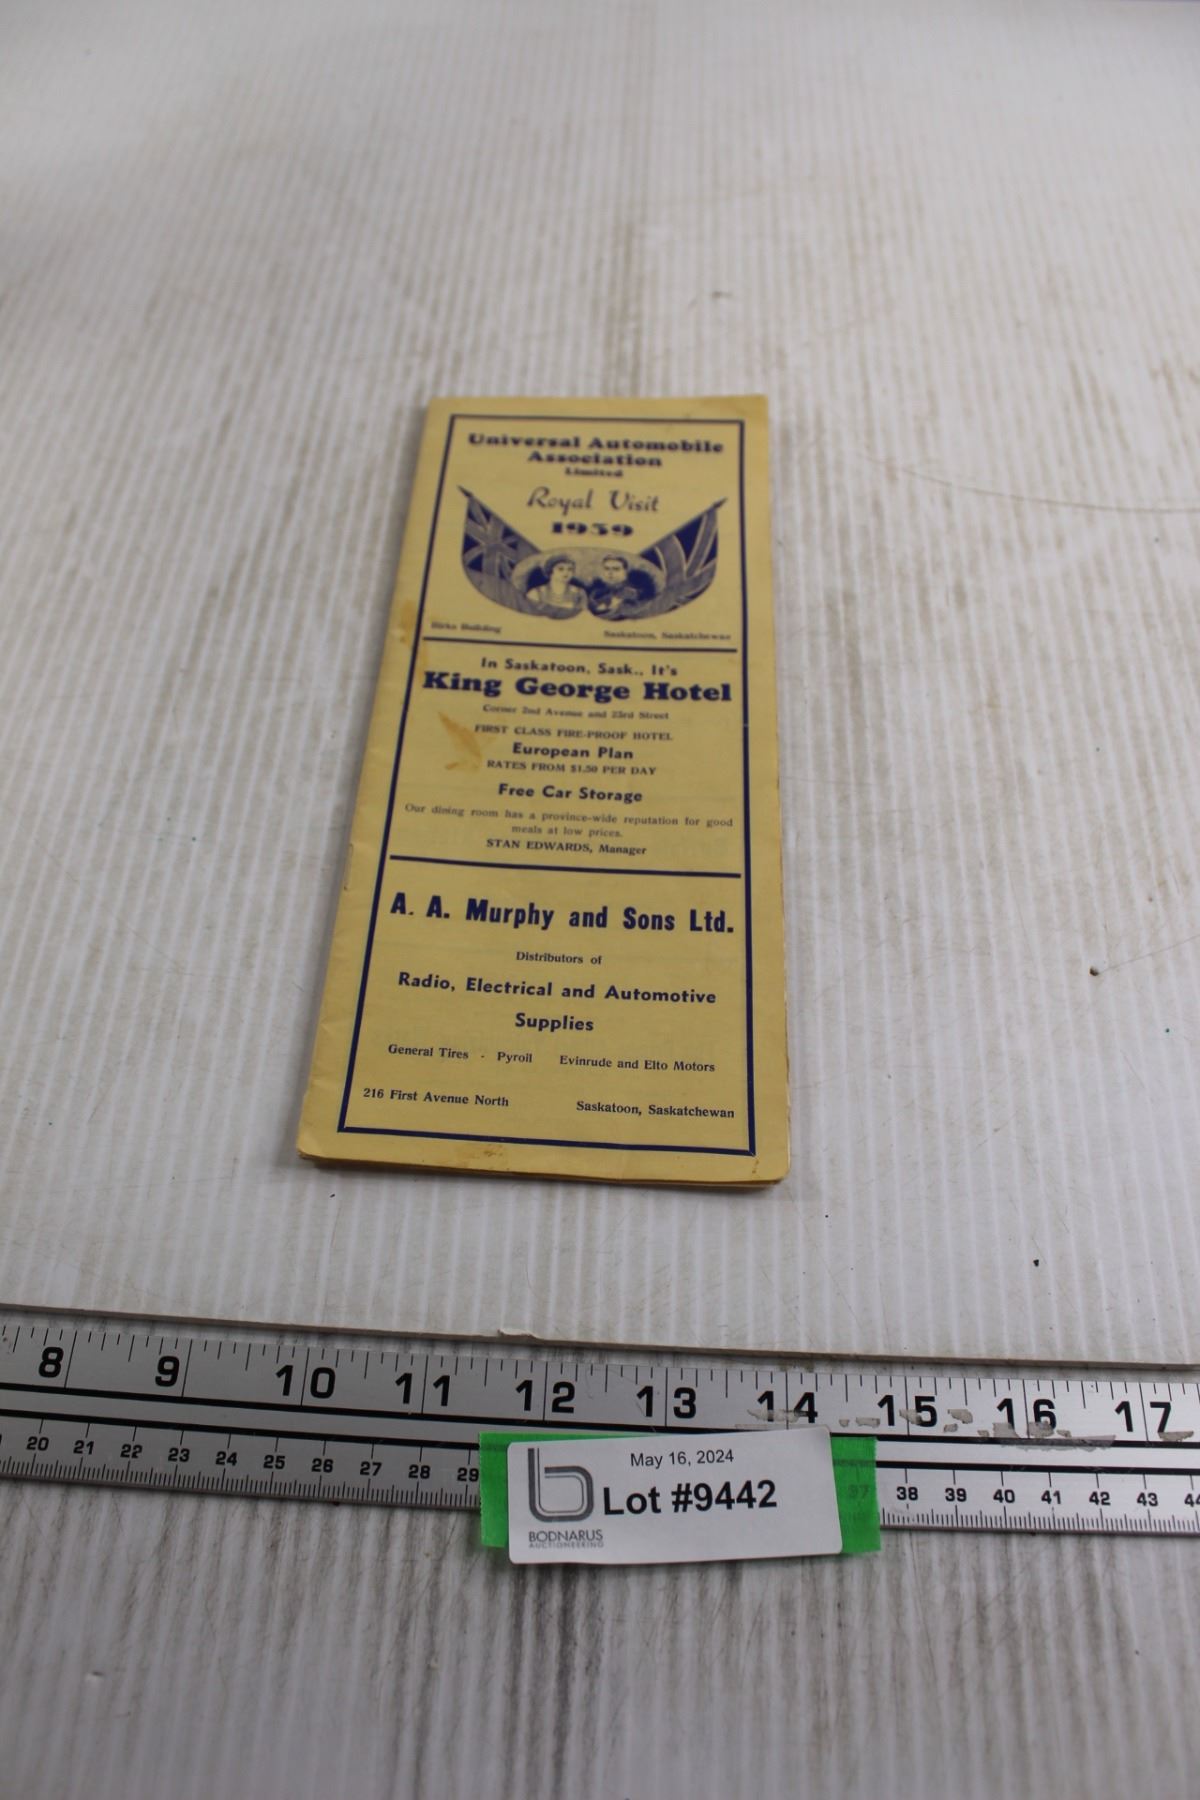 Universal Automobile
Association
Limited
Royal Visit
1939
Birks Building Saskatoon, Saskatchewan
In Saskatoon, Sask., It's
King George Hotel
Corner 2nd Avenue and 23rd Street
FIRST CLASS FIRE-PROOF HOTEL
European Plan
RATES FROM $1.50 PER DAY
Free Car Storage
Our dining room has a province-wide reputation for good
meals at low prices.
STAN EDWARDS, Manager
A. A. Murphy and Sons Ltd.
Distributors of
Radio, Electrical and Automotive
Supplies
General Tires - Pyroil Evinrude and Elto Motors
216 First Avenue North Saskatoon, Saskatchewan
8 9 10 11 12 13 14 15 16 17
20 21 22 23 24 25 26 27 28 29 37 38 39 40 41 42 43 44
May 16, 2024
Lot #9442
BODNARUS
AUCTIONEERING